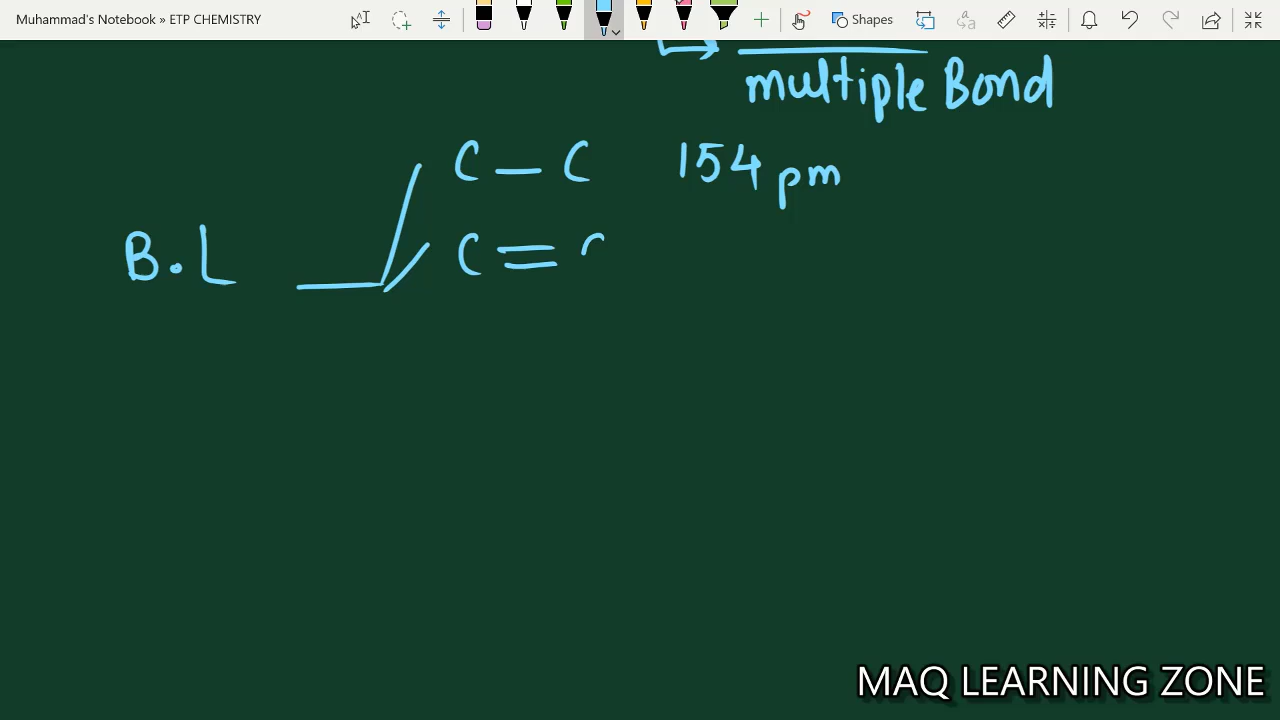 Muhammad's Notebook » ETP CHEMISTRY
Shapes
multiple Bond
C — C 154 pm
B.L
C = C
MAQ LEARNING ZONE